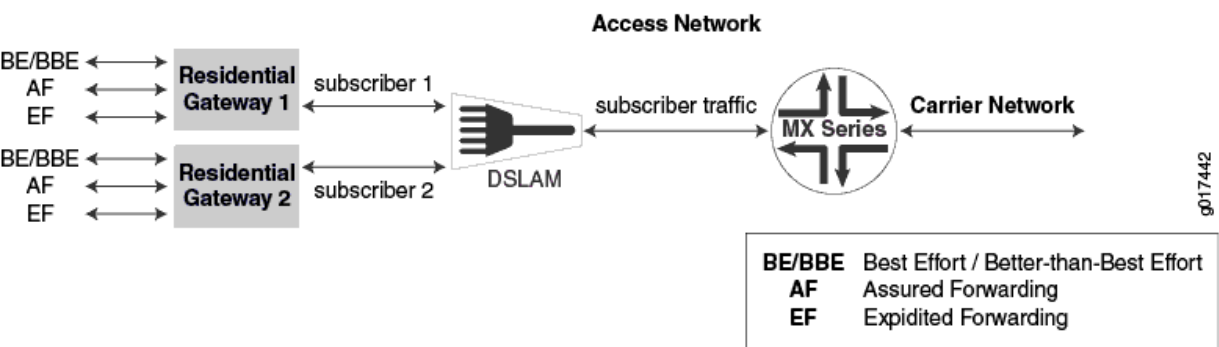 Access Network
BE/BBE
AF
EF
Residential
Gateway 1
subscriber 1
BE/BBE
AF
EF
Residential
Gateway 2
subscriber 2
DSLAM
subscriber traffic
MX Series
Carrier Network
g017442
BE/BBE Best Effort / Better-than-Best Effort
AF Assured Forwarding
EF Expidited Forwarding